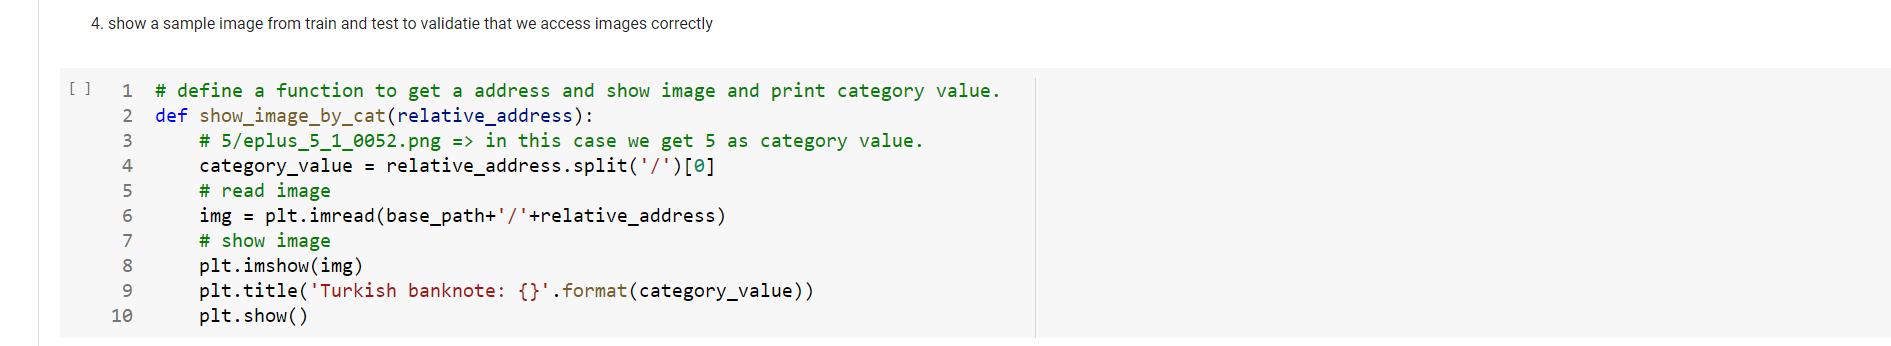 4. show a sample image from train and test to validatie that we access images correctly
[ ] 1 # define a function to get a address and show image and print category value.
2 def show_image_by_cat(relative_address):
3     # 5/eplus_5_1_0052.png => in this case we get 5 as category value.
4     category_value = relative_address.split('/')[0]
5     # read image
6     img = plt.imread(base_path+'/'+relative_address)
7     # show image
8     plt.imshow(img)
9     plt.title('Turkish banknote: {}'.format(category_value))
10     plt.show()